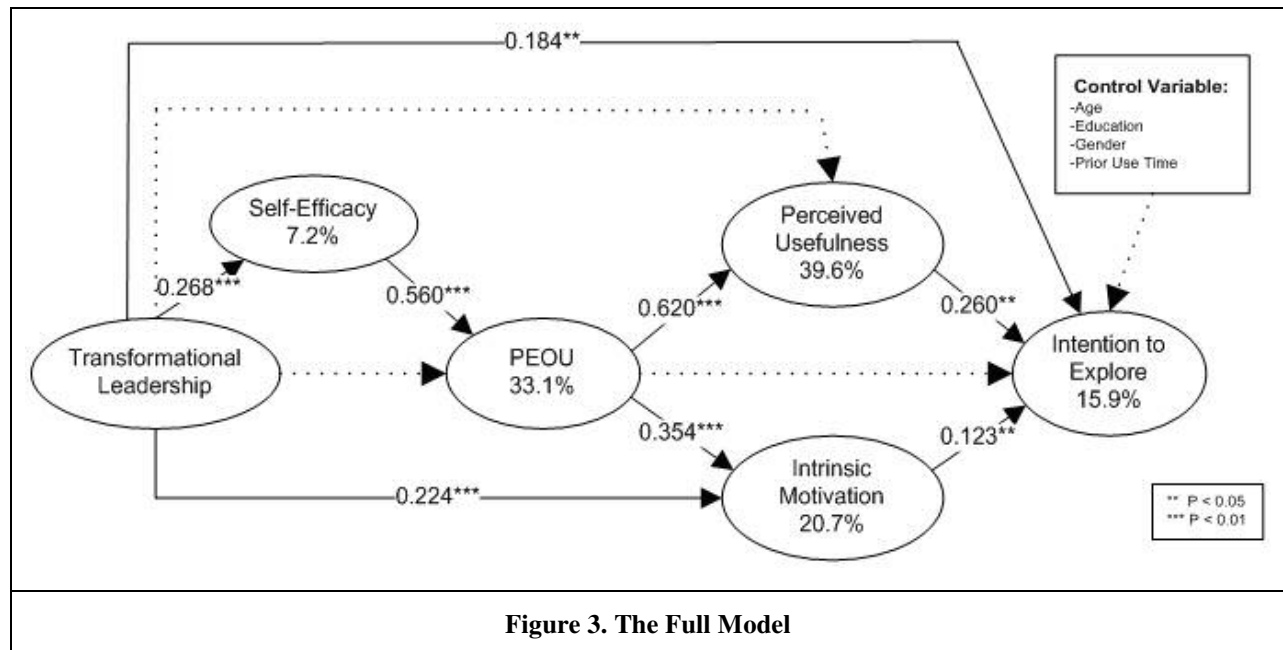 0.184**
Control Variable:
-Age
-Education
-Gender
-Prior Use Time
Self-Efficacy
7.2%
Perceived
Usefulness
39.6%
0.268***
0.560***
0.620***
0.260**
Transformational
Leadership
PEOU
33.1%
Intention to
Explore
15.9%
0.354***
0.123**
Intrinsic
Motivation
20.7%
0.224***
** P < 0.05
*** P < 0.01
Figure 3. The Full Model